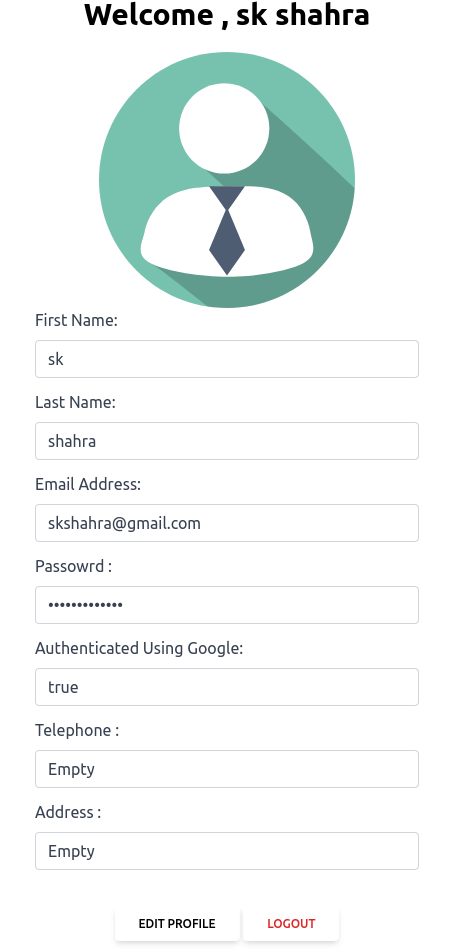 Welcome , sk shahra
First Name:
sk
Last Name:
shahra
Email Address:
skshahra@gmail.com
Passowrd :
•••••••••••••
Authenticated Using Google:
true
Telephone :
Empty
Address :
Empty
EDIT PROFILE LOGOUT